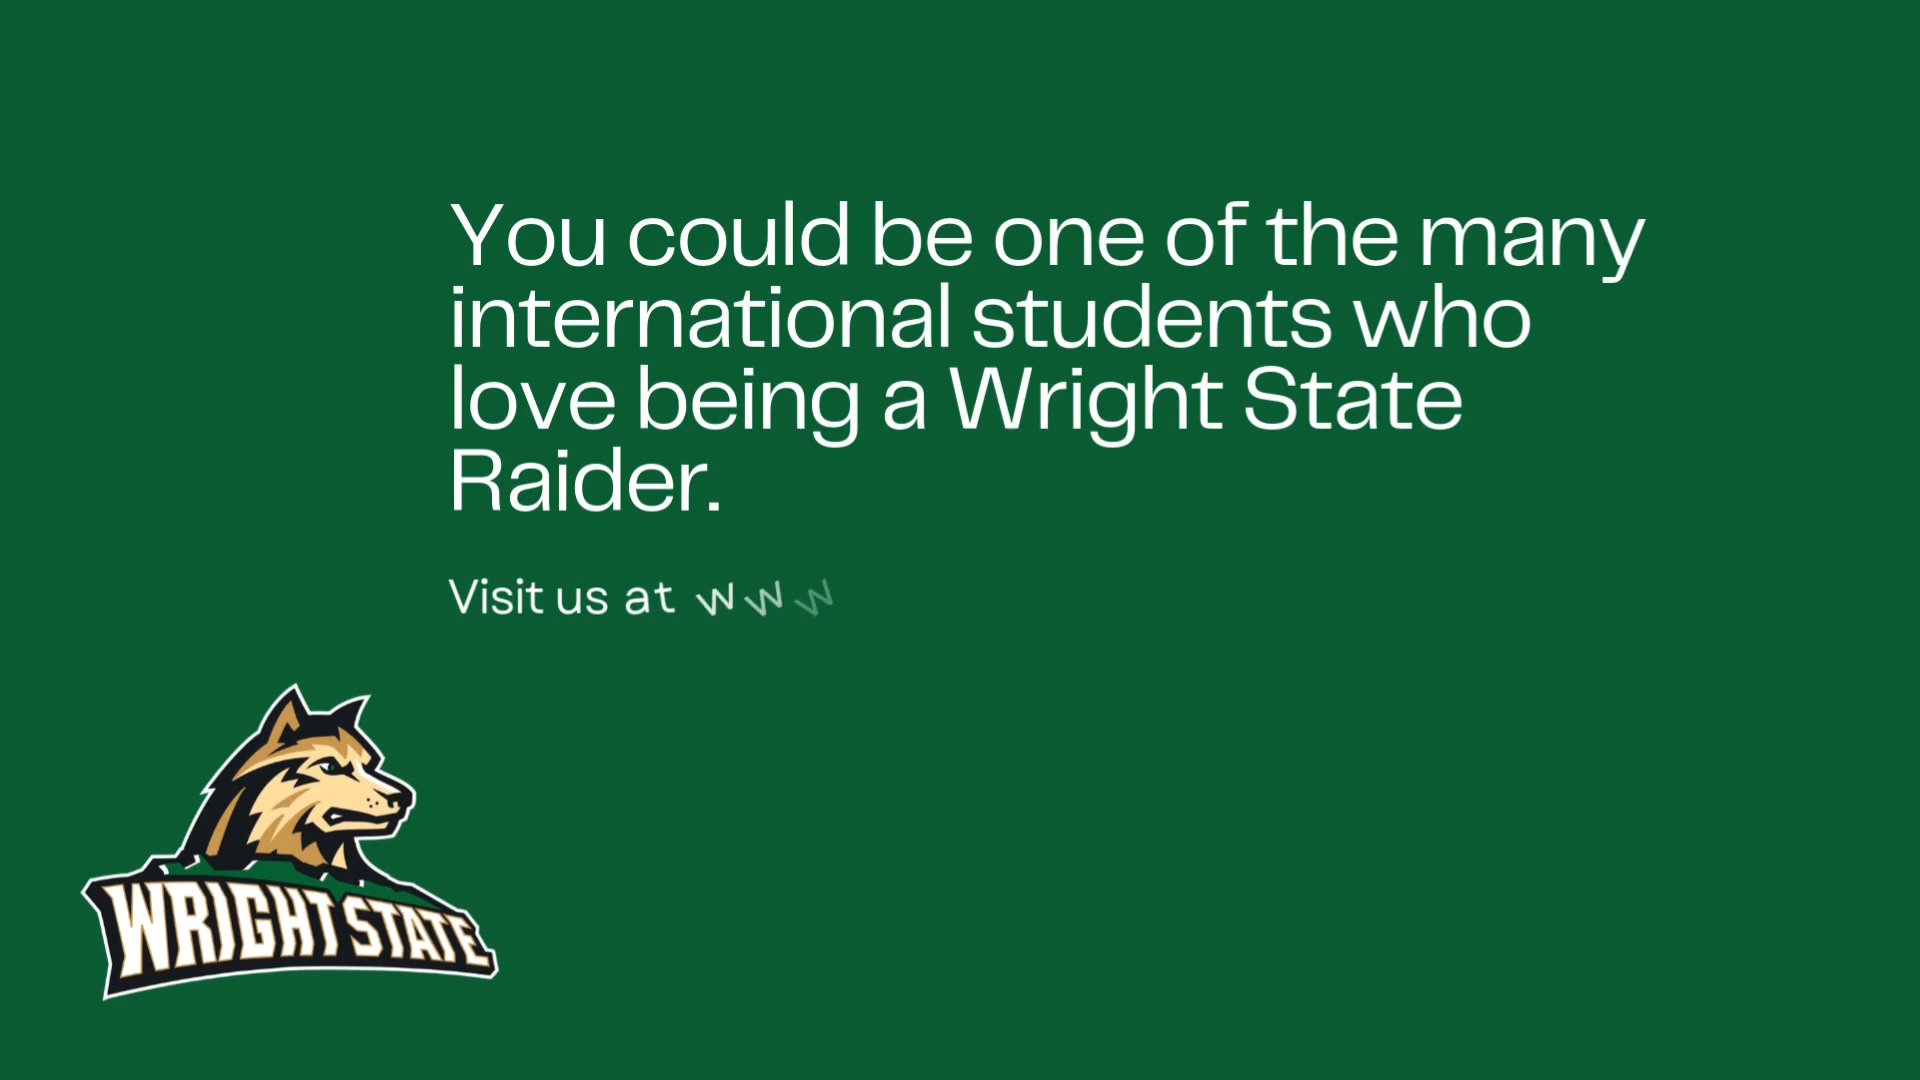 You could be one of the many
international students who
love being a Wright State
Raider.
Visit us at www
WRIGHT STATE